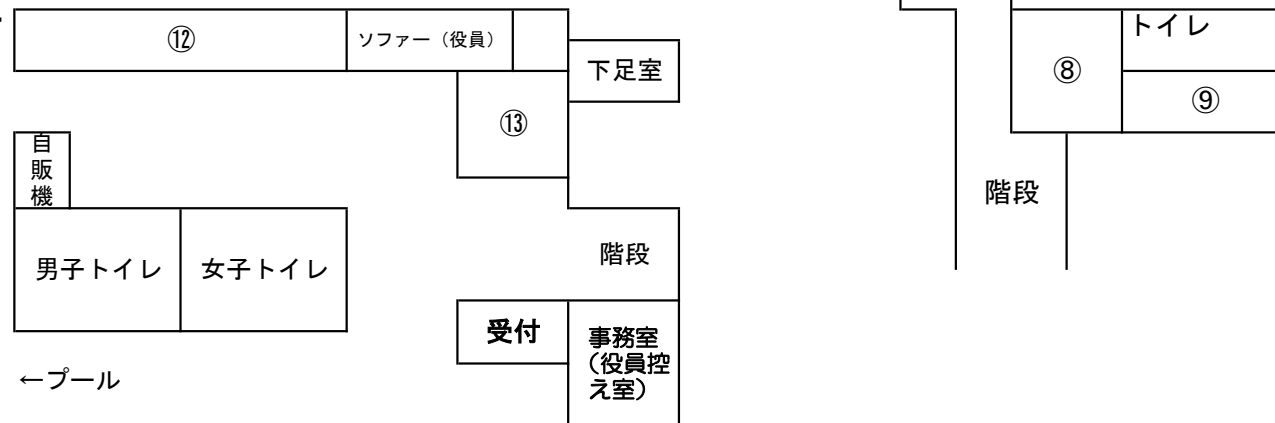 ⑫
ソファー（役員）
下足室
⑬
自
販
機
男子トイレ
女子トイレ
階段
受付
事務室
（役員控
え室）
←プール
トイレ
⑧
⑨
階段